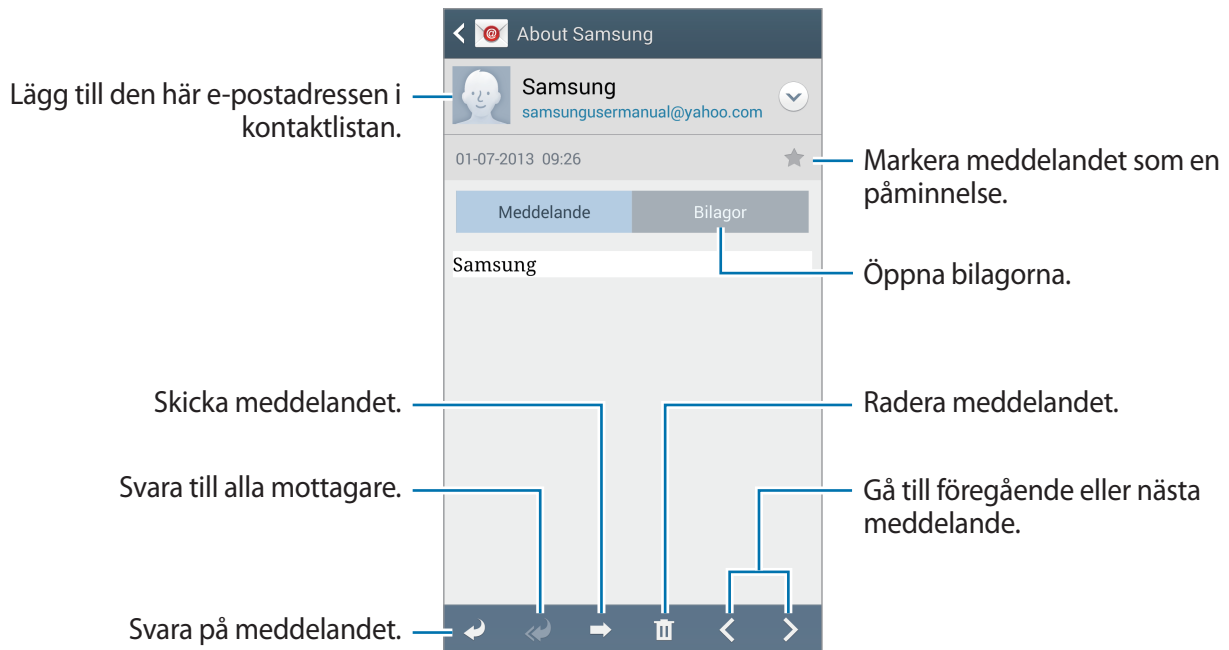 About Samsung
Lägg till den här e-postadressen i
kontaktlistan.
Samsung
samsungusermanual@yahoo.com
01-07-2013 09:26
Markera meddelandet som en
påminnelse.
Meddelande
Bilagor
Samsung
Öppna bilagorna.
Skicka meddelandet.
Radera meddelandet.
Svara till alla mottagare.
Gå till föregående eller nästa
meddelande.
Svara på meddelandet.